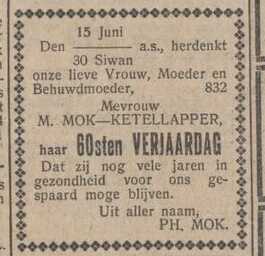 15 Juni
Den —— a.s., herdenkt
30 Siwan
onze lieve Vrouw, Moeder en
Behuwdmoeder, 832
Mevrouw
M. MOK—KETELLAPPER,
haar 60sten VERJAARDAG
Dat zij nog vele jaren in
gezondheid voor ons ge-
spaard moge blijven.
Uit aller naam,
PH. MOK.